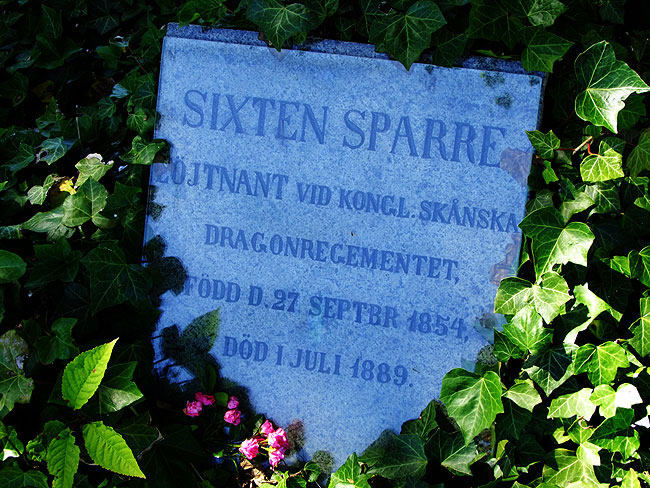 SIXTEN SPARRE
LÖJTNANT VID KONGL. SKÅNSKA
DRAGONREGEMENTET,
FÖDD D. 27 SEPTBR 1854,
DÖD I JULI 1889.